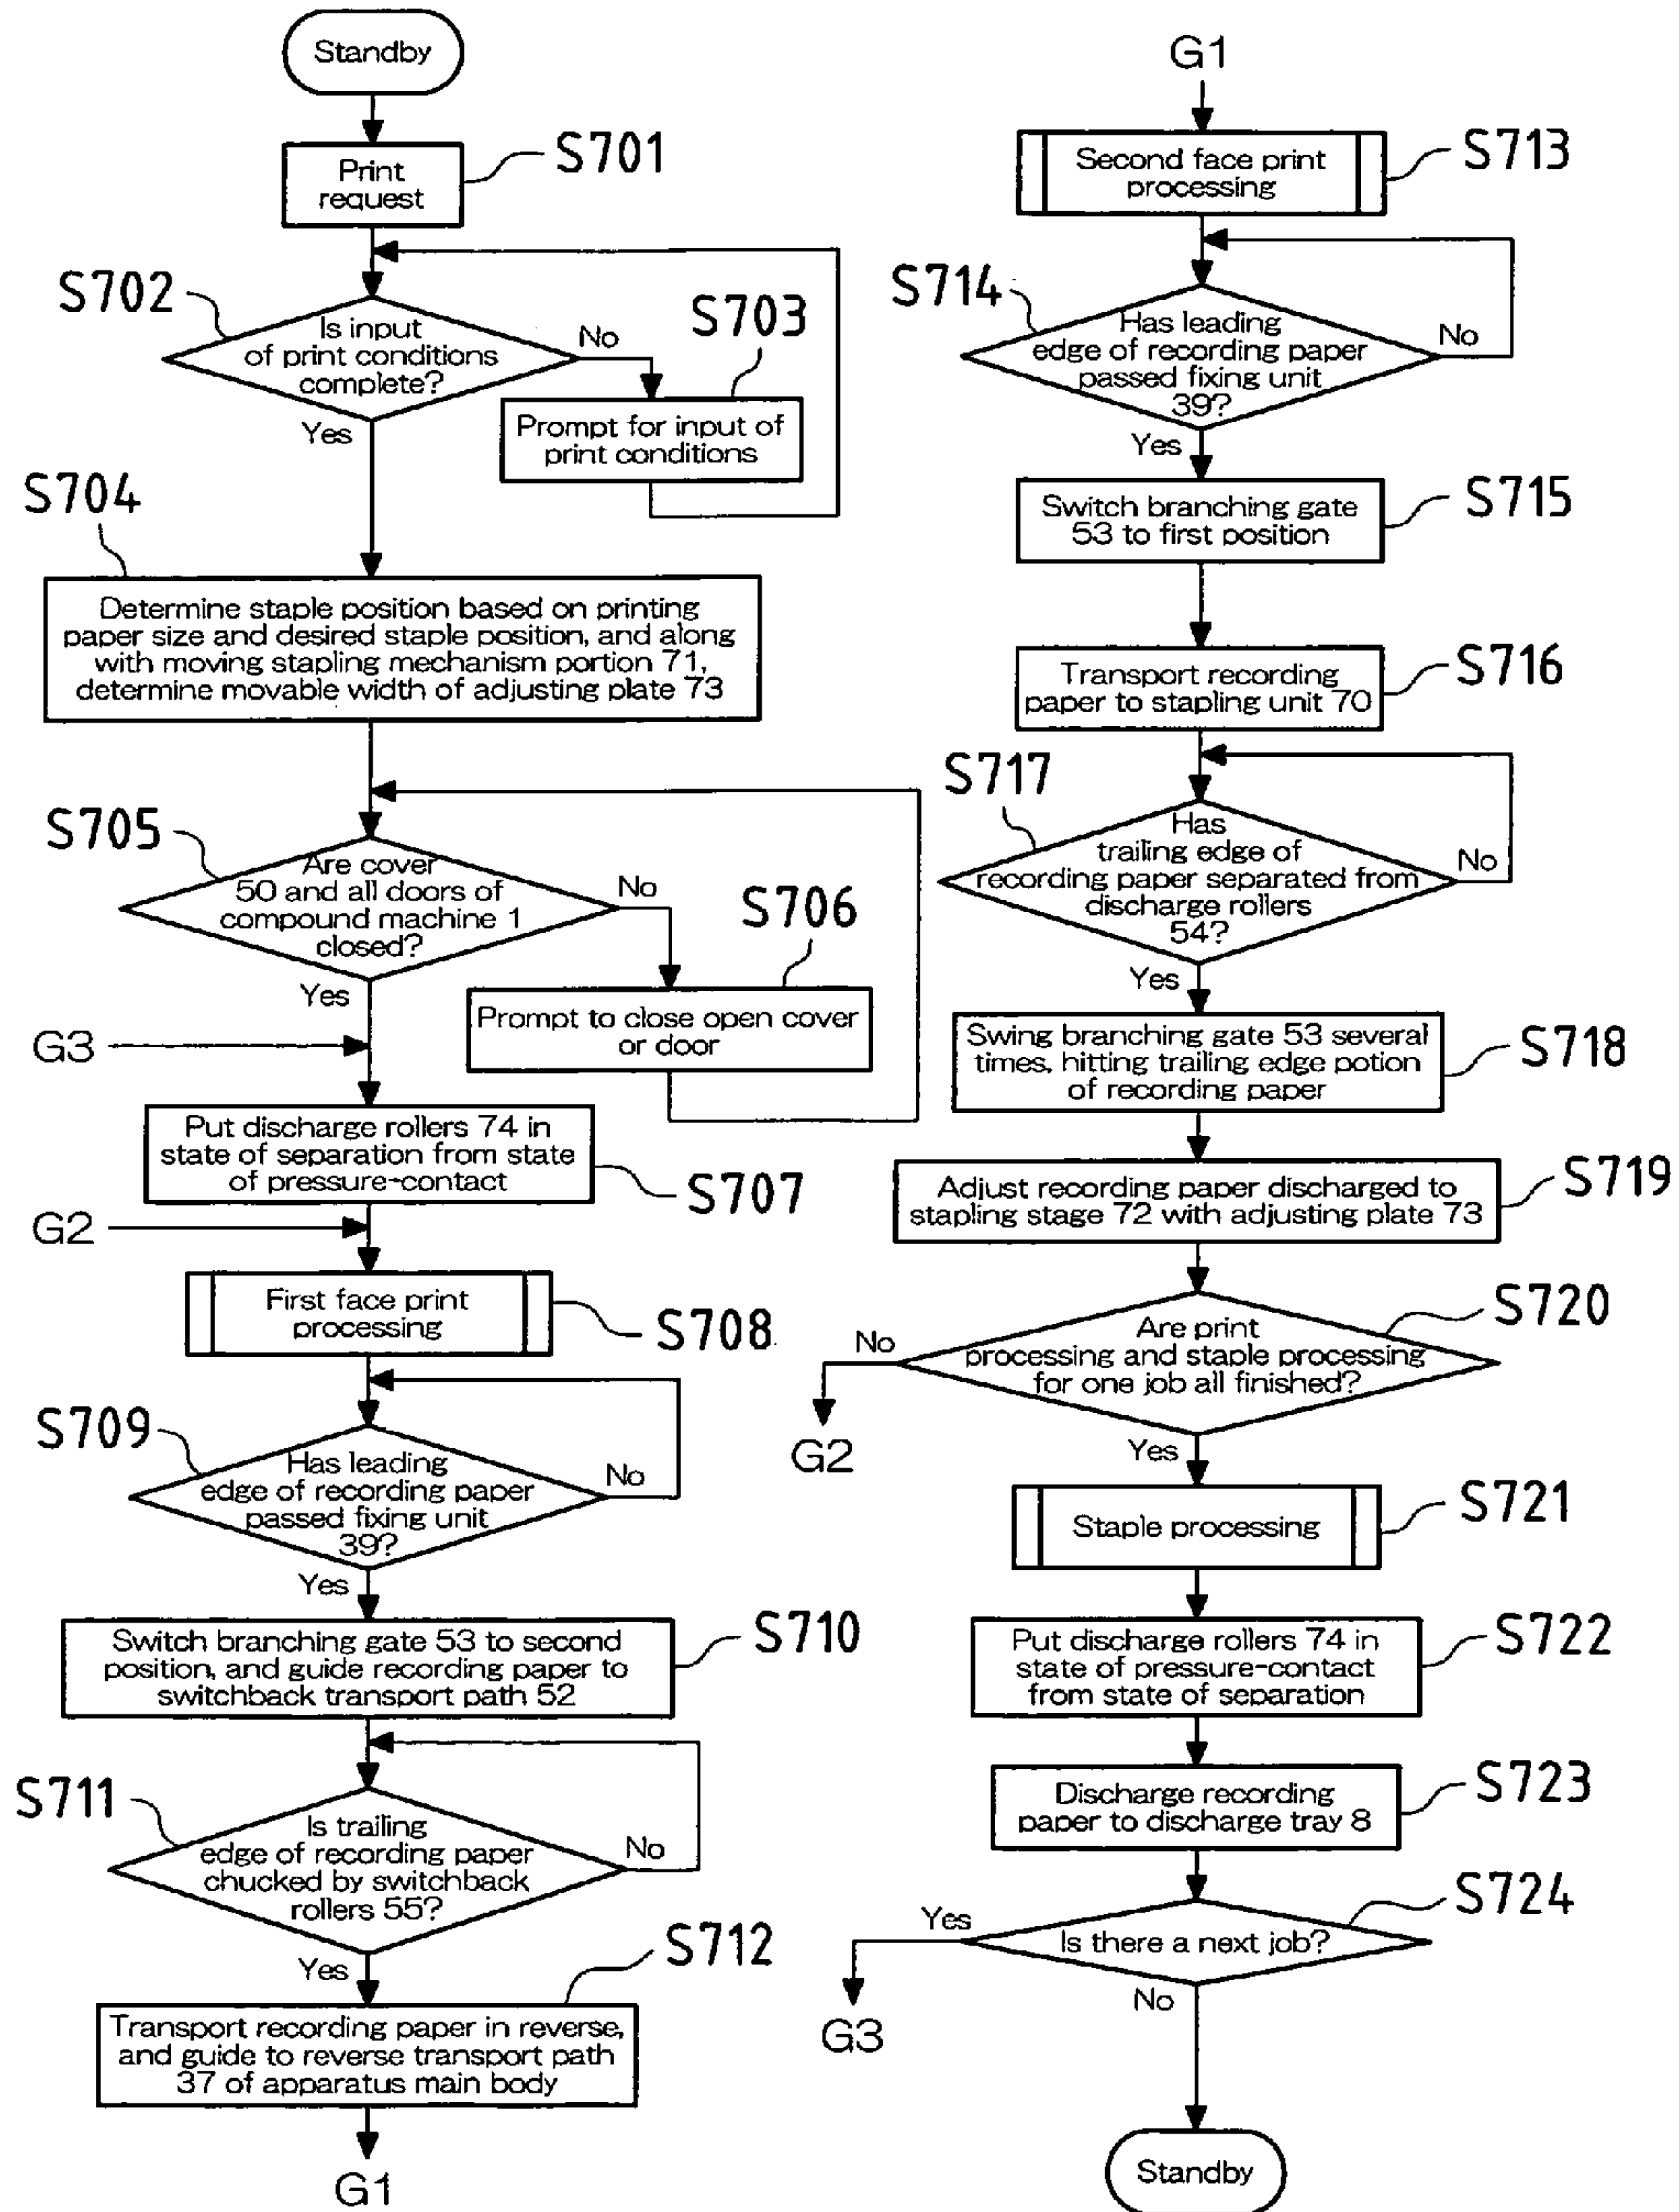 Standby
Print
request
S701
S702
Is input
of print conditions
complete?
No
Yes
S703
Prompt for input of
print conditions
S704
Determine staple position based on printing
paper size and desired staple position, and along
with moving stapling mechanism portion 71,
determine movable width of adjusting plate 73
S705
Are cover
50 and all doors of
compound machine 1
closed?
No
Yes
S706
Prompt to close open cover
or door
G3
Put discharge rollers 74 in
state of separation from state
of pressure-contact
S707
G2
First face print
processing
S708
S709
Has leading
edge of recording paper
passed fixing unit
39?
No
Yes
Switch branching gate 53 to second
position, and guide recording paper to
switchback transport path 52
S710
S711
Is trailing
edge of recording paper
chucked by switchback
rollers 55?
No
Yes
S712
Transport recording paper in reverse,
and guide to reverse transport path
37 of apparatus main body
G1
G1
Second face print
processing
S713
S714
Has leading
edge of recording paper
passed fixing unit
39?
No
Yes
Switch branching gate
53 to first position
S715
Transport recording
paper to stapling unit 70
S716
S717
Has
trailing edge of
recording paper separated from
discharge rollers
54?
No
Yes
Swing branching gate 53 several
times, hitting trailing edge potion
of recording paper
S718
Adjust recording paper discharged to
stapling stage 72 with adjusting plate 73
S719
S720
Are print
processing and staple processing
for one job all finished?
No
G2
Yes
Staple processing
S721
Put discharge rollers 74 in
state of pressure-contact
from state of separation
S722
Discharge recording
paper to discharge tray 8
S723
S724
Is there a next job?
Yes
G3
No
Standby